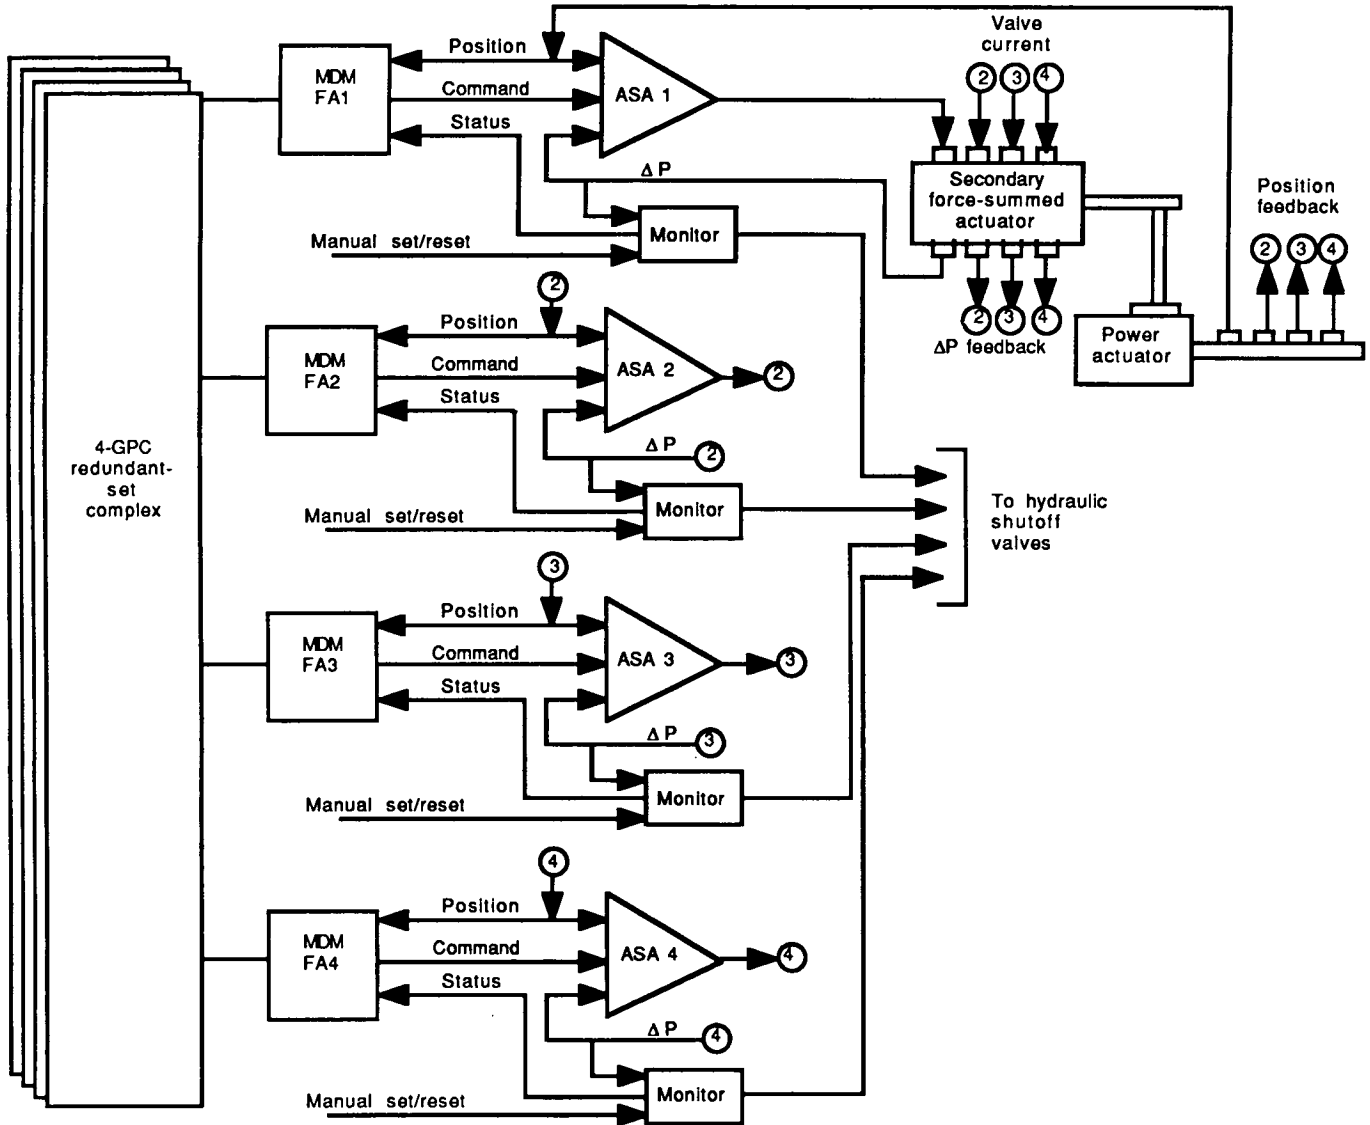 Position
MDM
FA1
Command
ASA 1
Status
Δ P
Manual set/reset
Monitor
Valve
current
2
3
4
Secondary
force-summed
actuator
2
3
4
ΔP feedback
Position
feedback
2
3
4
Power
actuator
4-GPC
redundant-
set
complex
2
Position
MDM
FA2
Command
ASA 2
2
Status
Δ P
2
Manual set/reset
Monitor
To hydraulic
shutoff
valves
3
Position
MDM
FA3
Command
ASA 3
3
Status
Δ P
3
Manual set/reset
Monitor
4
Position
MDM
FA4
Command
ASA 4
4
Status
Δ P
4
Manual set/reset
Monitor